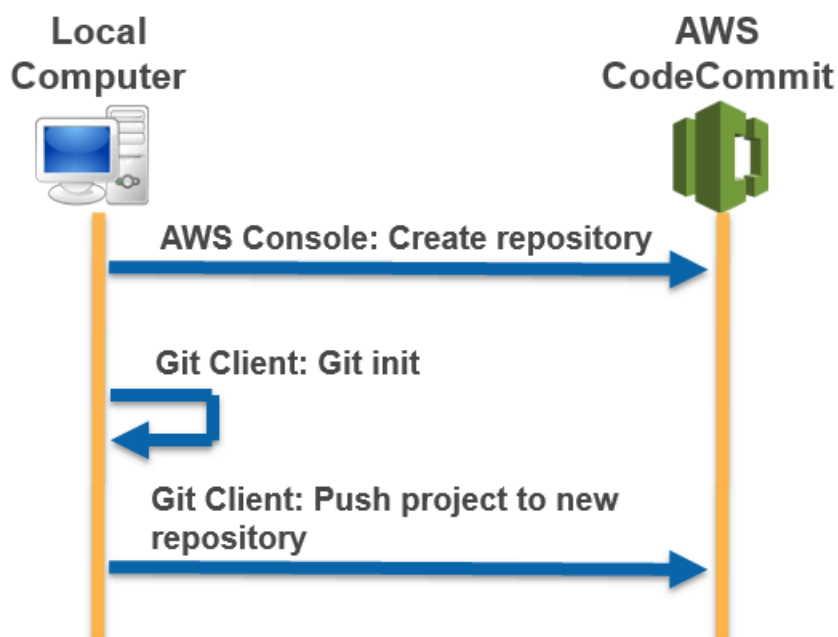 Local
Computer
AWS
CodeCommit
AWS Console: Create repository
Git Client: Git init
Git Client: Push project to new
repository